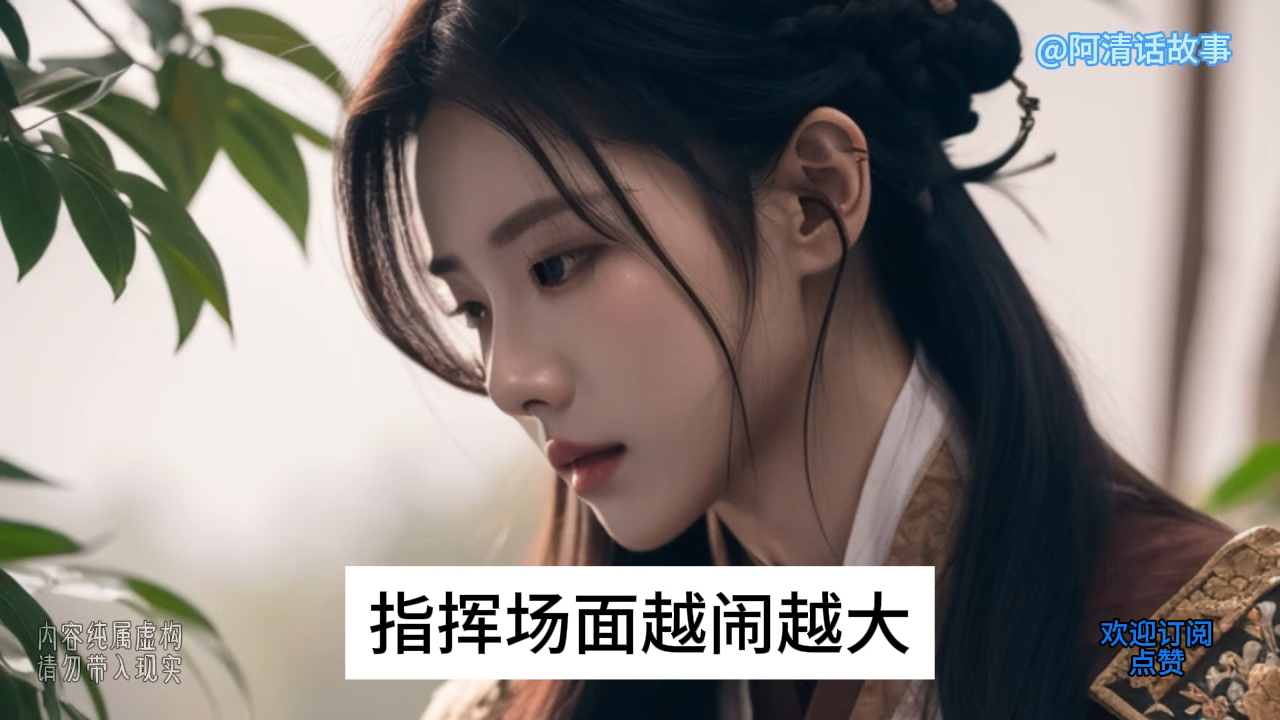 @阿清话故事
指挥场面越闹越大
内容纯属虚构
请勿带入现实
欢迎订阅
点赞